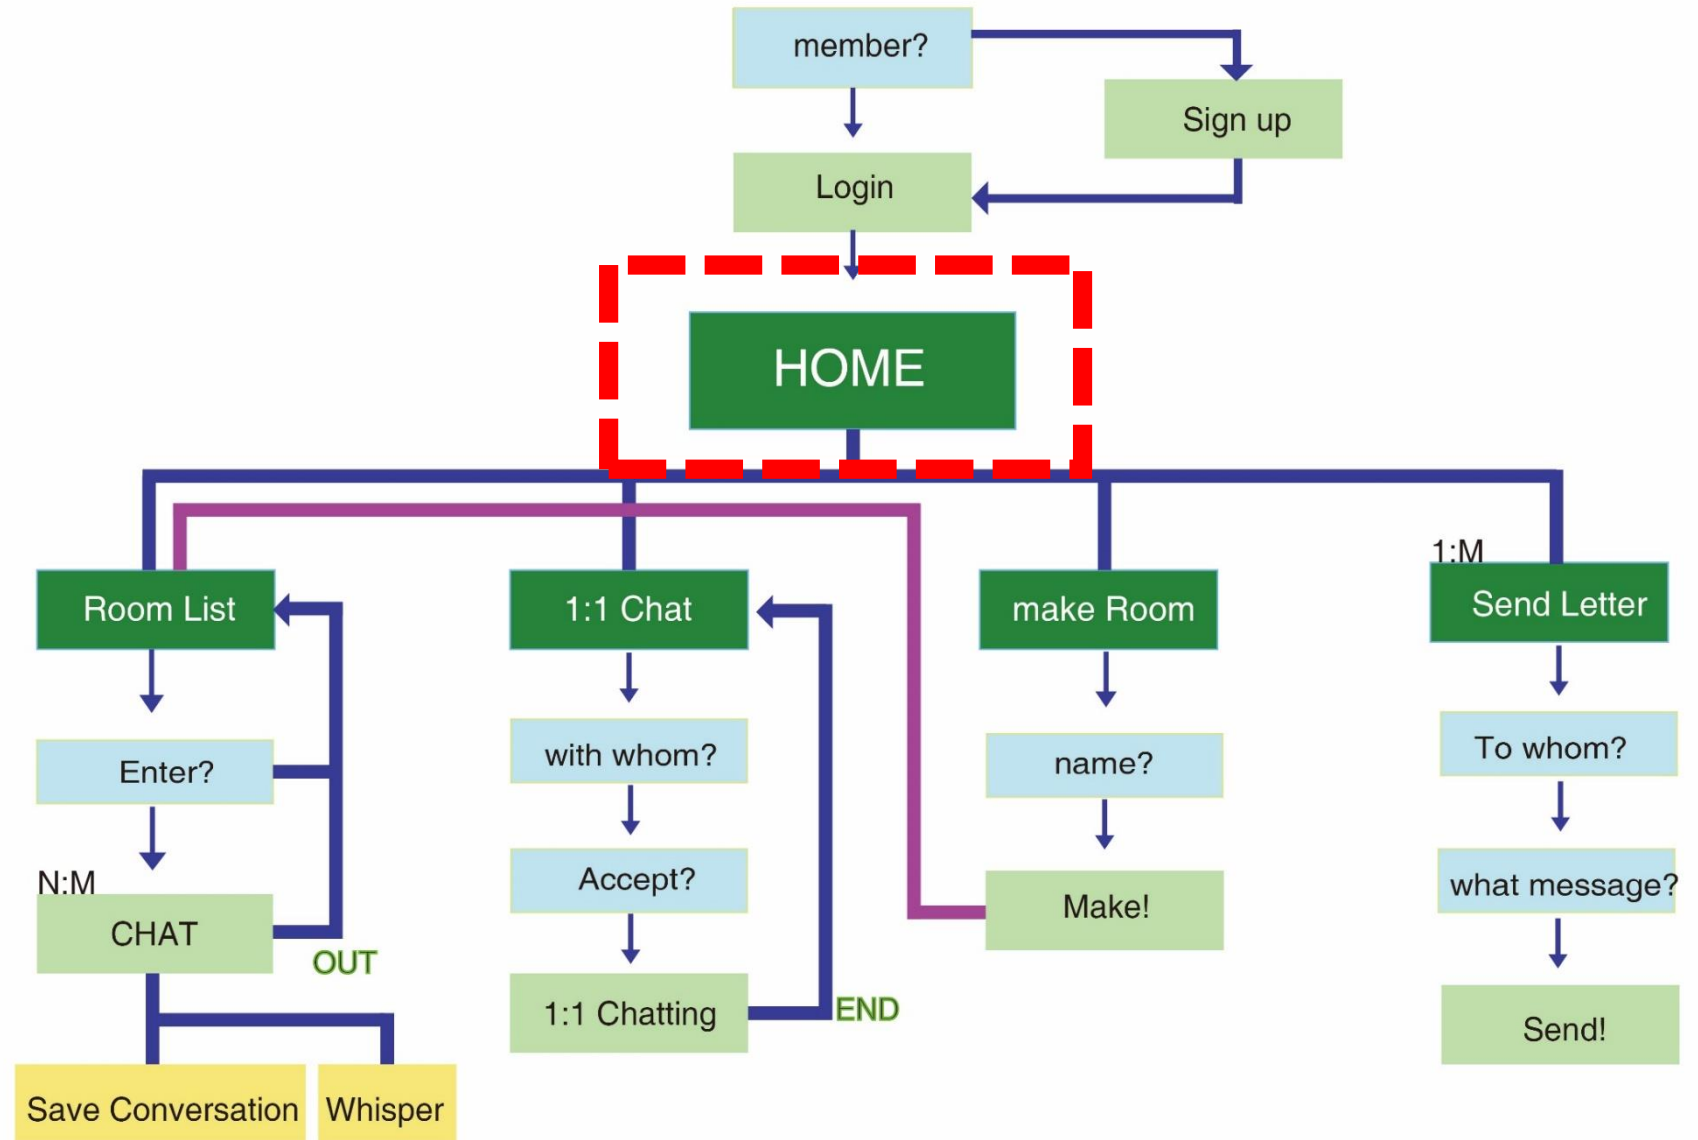 member?
Sign up
Login
HOME
1:M
Room List
1:1 Chat
make Room
Send Letter
Enter?
with whom?
name?
To whom?
N:M
CHAT
OUT
Accept?
Make!
what message?
1:1 Chatting
END
Send!
Save Conversation
Whisper